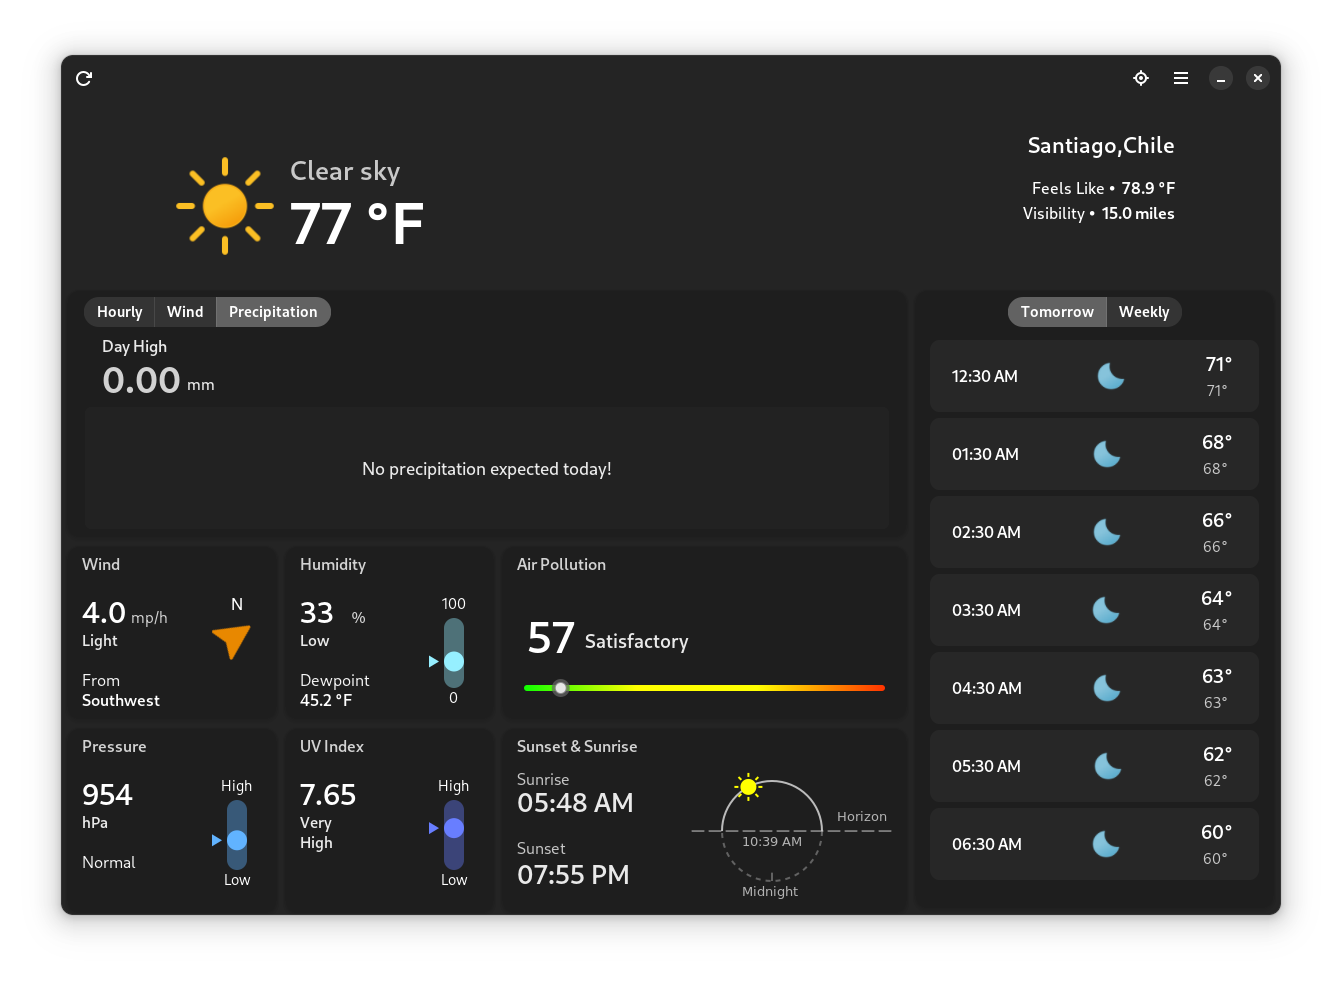 Clear sky
77 °F
Santiago,Chile
Feels Like • 78.9 °F
Visibility • 15.0 miles
Hourly Wind Precipitation
Day High
0.00 mm
No precipitation expected today!
Wind
4.0 mp/h
Light
N
From
Southwest
Humidity
33 %
Low
100
Dewpoint
45.2 °F
0
Air Pollution
57 Satisfactory
Pressure
954
hPa
High
Normal
Low
UV Index
7.65
Very
High
High
Low
Sunset & Sunrise
Sunrise
05:48 AM
Sunset
07:55 PM
Horizon
10:39 AM
Midnight
Tomorrow Weekly
12:30 AM 71°
71°
01:30 AM 68°
68°
02:30 AM 66°
66°
03:30 AM 64°
64°
04:30 AM 63°
63°
05:30 AM 62°
62°
06:30 AM 60°
60°